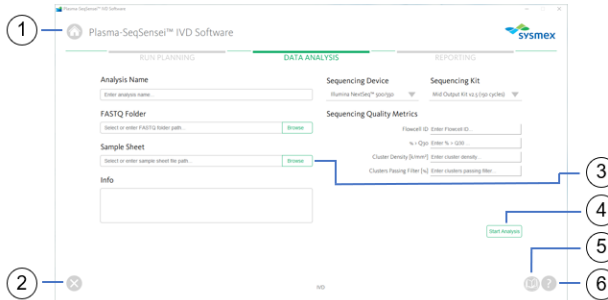 Plasma-SeqSensei™ IVD Software
1
Plasma-SeqSensei™ IVD Software
sysmex
RUN PLANNING DATA ANALYSIS REPORTING
Analysis Name Sequencing Device Sequencing Kit
Enter analysis name... Illumina NextSeq™ 500/550 Mid Output Kit v2.5 (150 cycles)
FASTQ Folder Sequencing Quality Metrics
Select or enter FASTQ folder path... Browse Flowcell ID Enter Flowcell ID...
Sample Sheet % > Q30 Enter % > Q30 ...
Select or enter sample sheet file path... Browse Cluster Density [k/mm²] Enter cluster density...
Info Clusters Passing Filter [%] Enter clusters passing filter...
3
4
Start Analysis
5
2
IVD
?
6